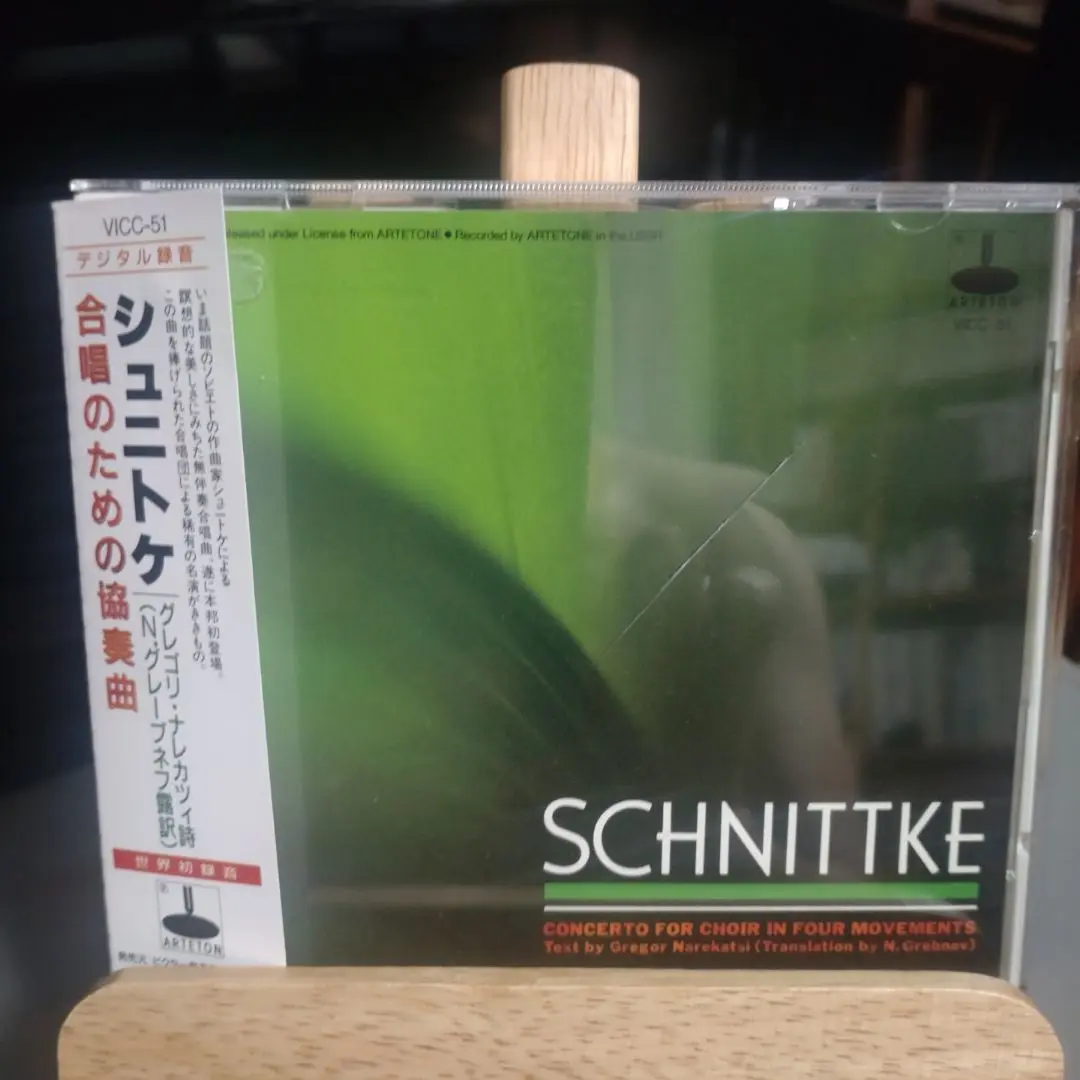 VICC-51
デジタル録音
シュニトケ
合唱のための協奏曲
グレゴリ・ナレカツィ詩
(N.グレーブネフ露訳)
いま話題のソビエトの作曲家シュニトケによる
瞑想的な美しさにみちた無伴奏合唱曲、遂に本邦初登場。
この曲を捧げられた合唱団による稀有の名演がききもの。
世界初録音
ARTETON
発売元
under License from ARTETONE ◆ Recorded by ARTETONE in the USSR
ARTETON
VICC-51
SCHNITTKE
CONCERTO FOR CHOIR IN FOUR MOVEMENTS
Text by Gregor Narekatsi (Translation by N. Grebnev)